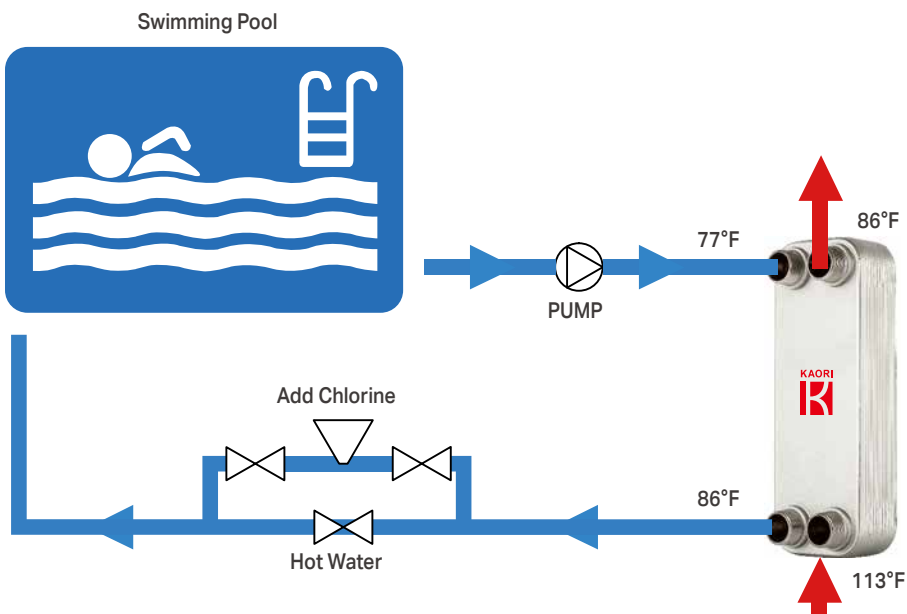 Swimming Pool
77°F
86°F
PUMP
KAORI
Add Chlorine
86°F
Hot Water
113°F